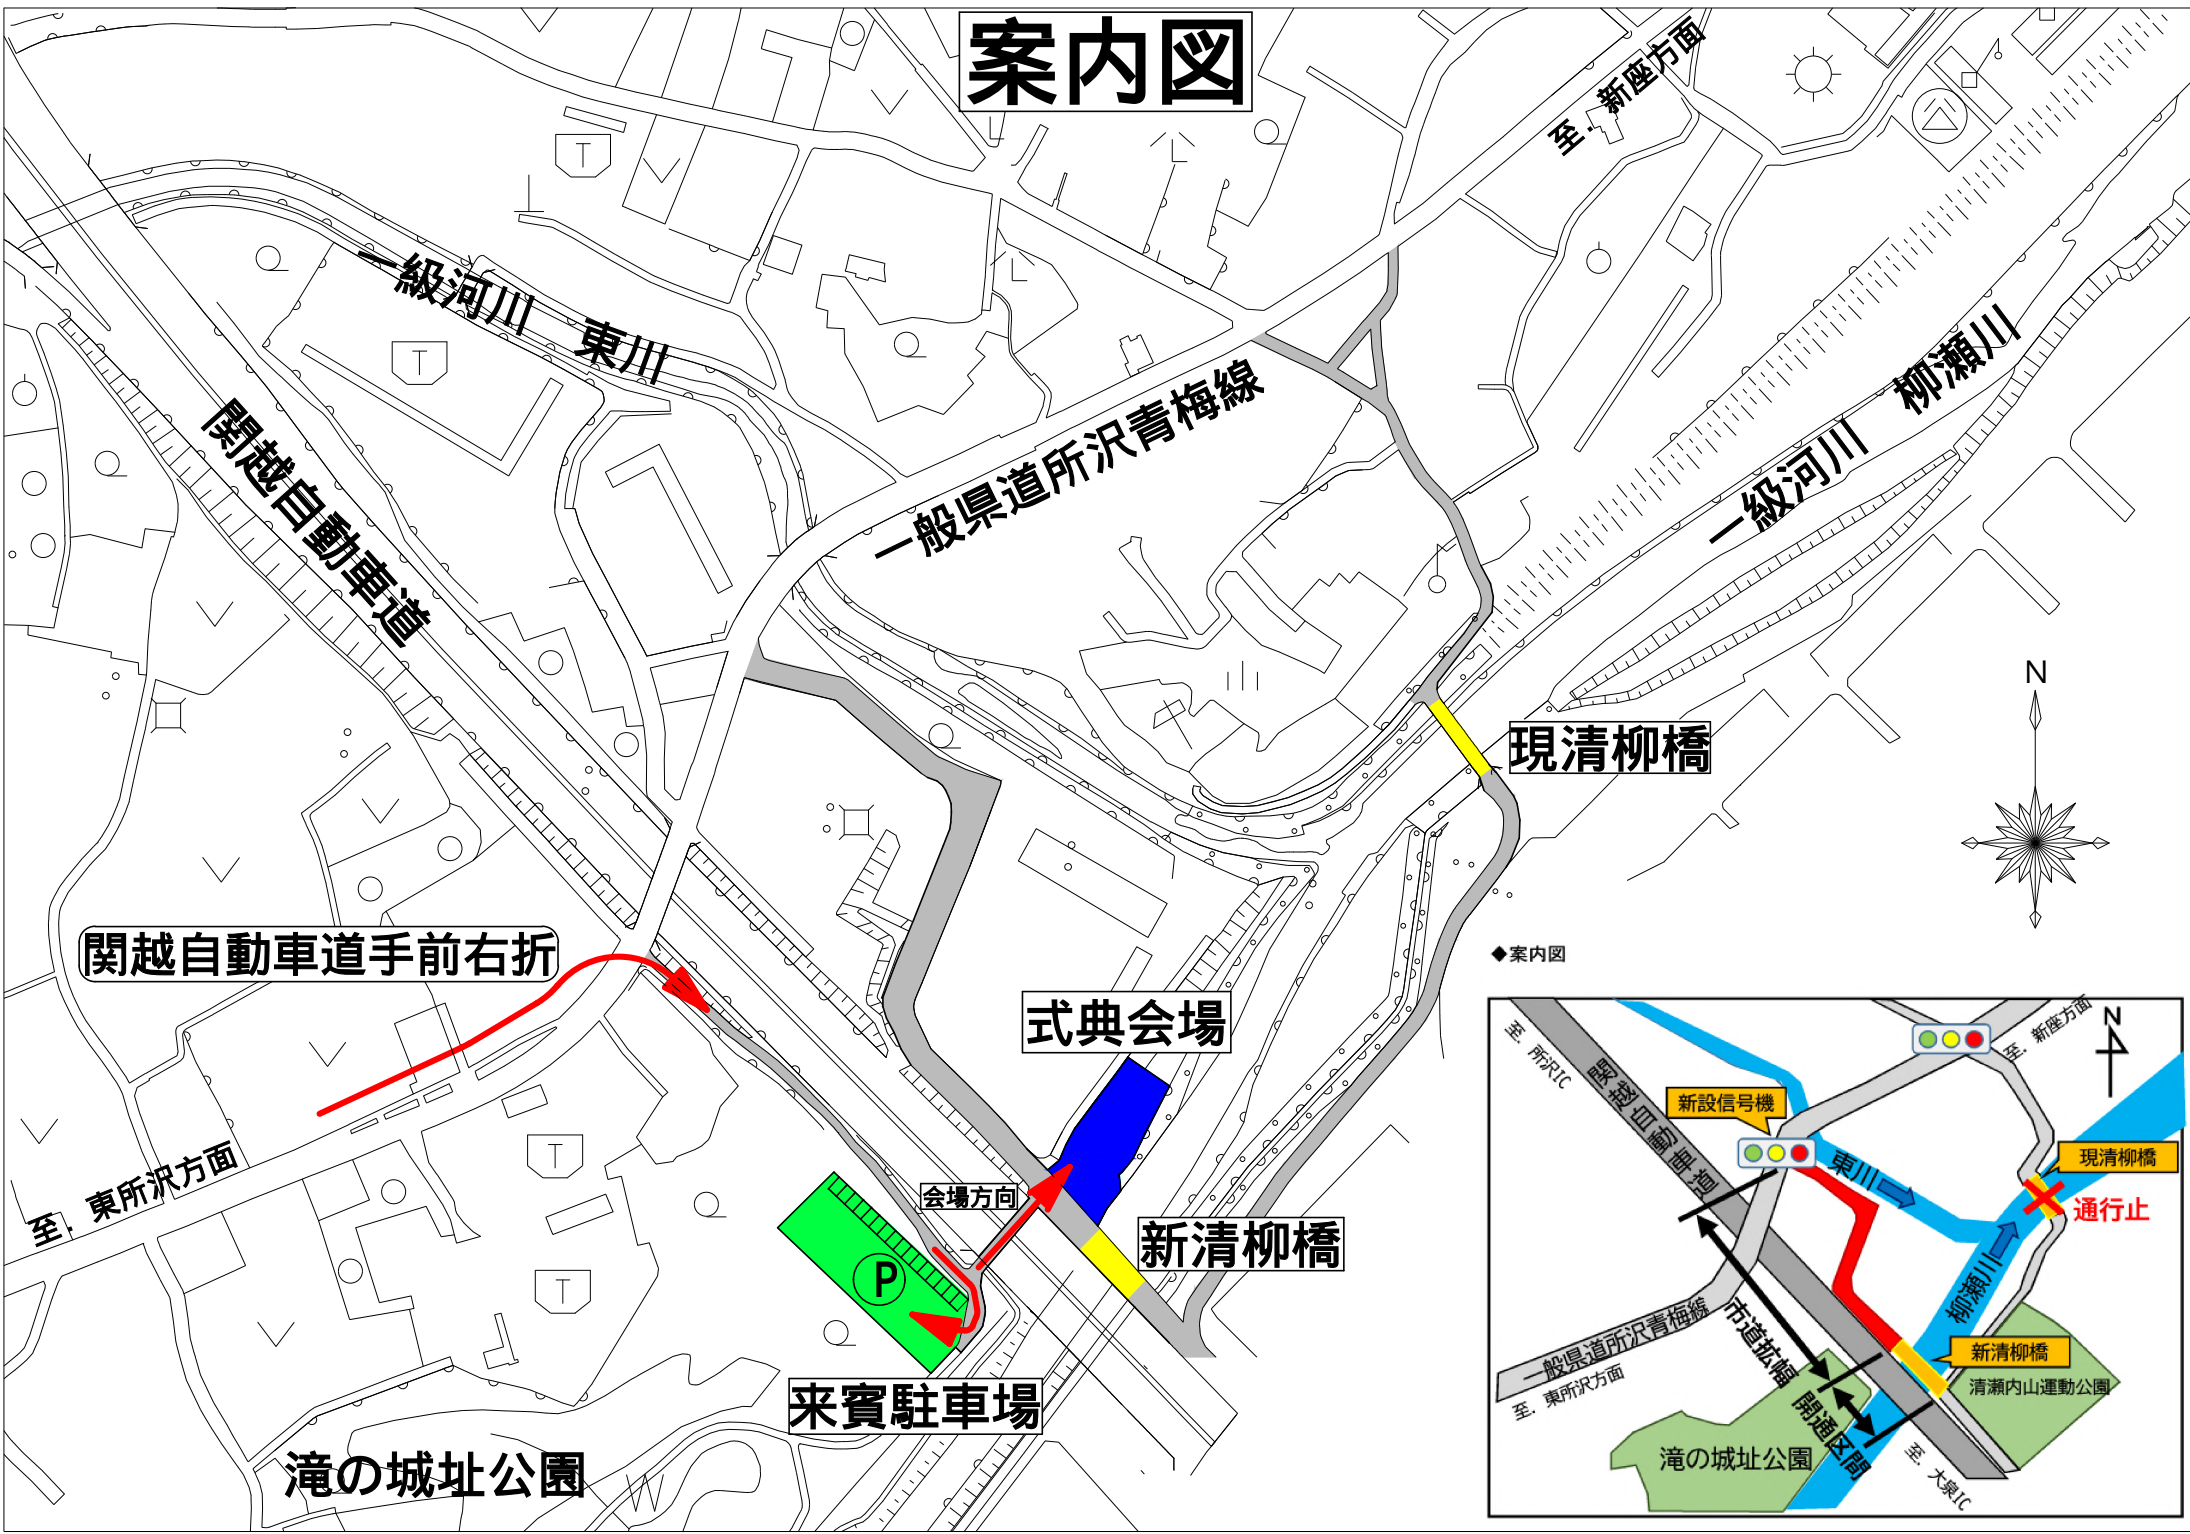 案内図
至．新座方面
一級河川　東川
関越自動車道
一般県道所沢青梅線
一級河川　柳瀬川
現清柳橋
N
関越自動車道手前右折
式典会場
会場方向
新清柳橋
至．東所沢方面
P
来賓駐車場
滝の城址公園
◆案内図
至．所沢IC
関越自動車道
至．新座方面
N
新設信号機
東川
現清柳橋
通行止
柳瀬川
市道拡幅
一般県道所沢青梅線
至．東所沢方面
新清柳橋
清瀬内山運動公園
開通区間
滝の城址公園
至．大泉IC
T
T
T
T